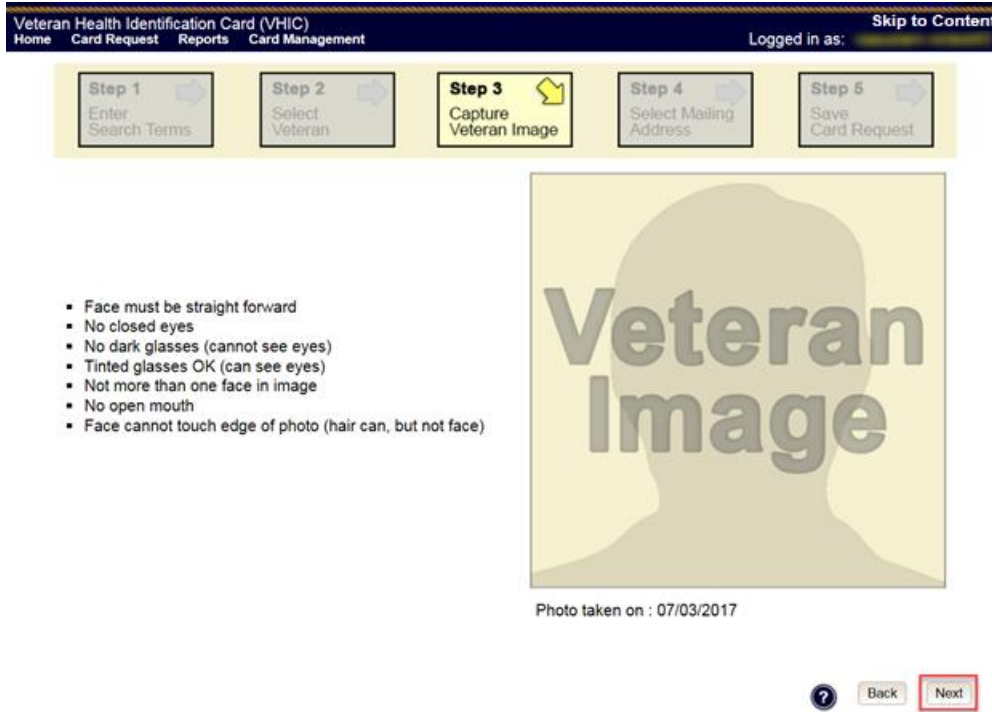 Veteran Health Identification Card (VHIC)
Skip to Content
Home Card Request Reports Card Management
Logged in as:
Step 1
Enter
Search Terms
Step 2
Select
Veteran
Step 3
Capture
Veteran Image
Step 4
Select Mailing
Address
Step 5
Save
Card Request
▪ Face must be straight forward
▪ No closed eyes
▪ No dark glasses (cannot see eyes)
▪ Tinted glasses OK (can see eyes)
▪ Not more than one face in image
▪ No open mouth
▪ Face cannot touch edge of photo (hair can, but not face)
Veteran
Image
Photo taken on : 07/03/2017
?
Back
Next